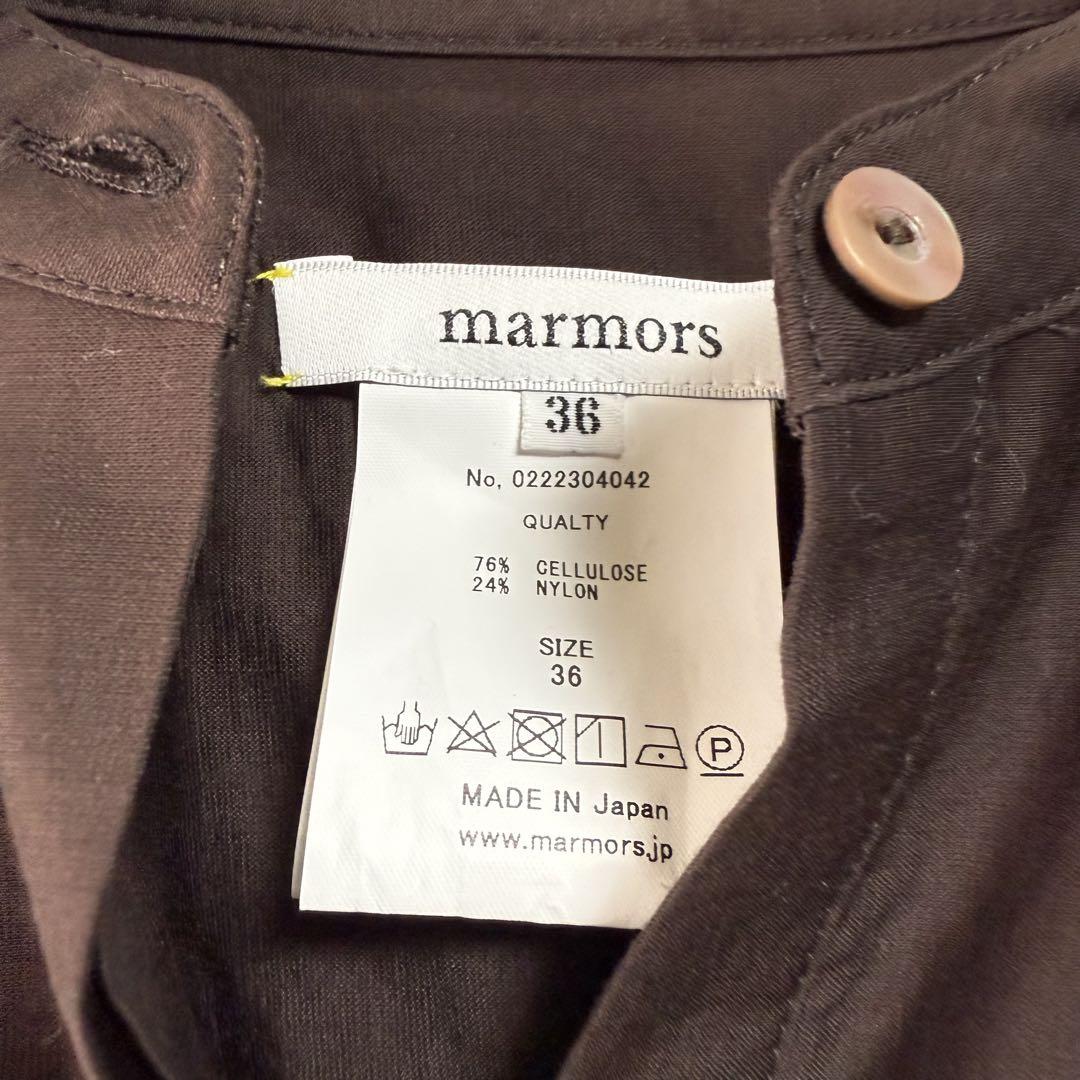 marmors
36
No, 0222304042
QUALTY
76% CELLULOSE
24% NYLON
SIZE
36
P
MADE IN Japan
www.marmors.jp